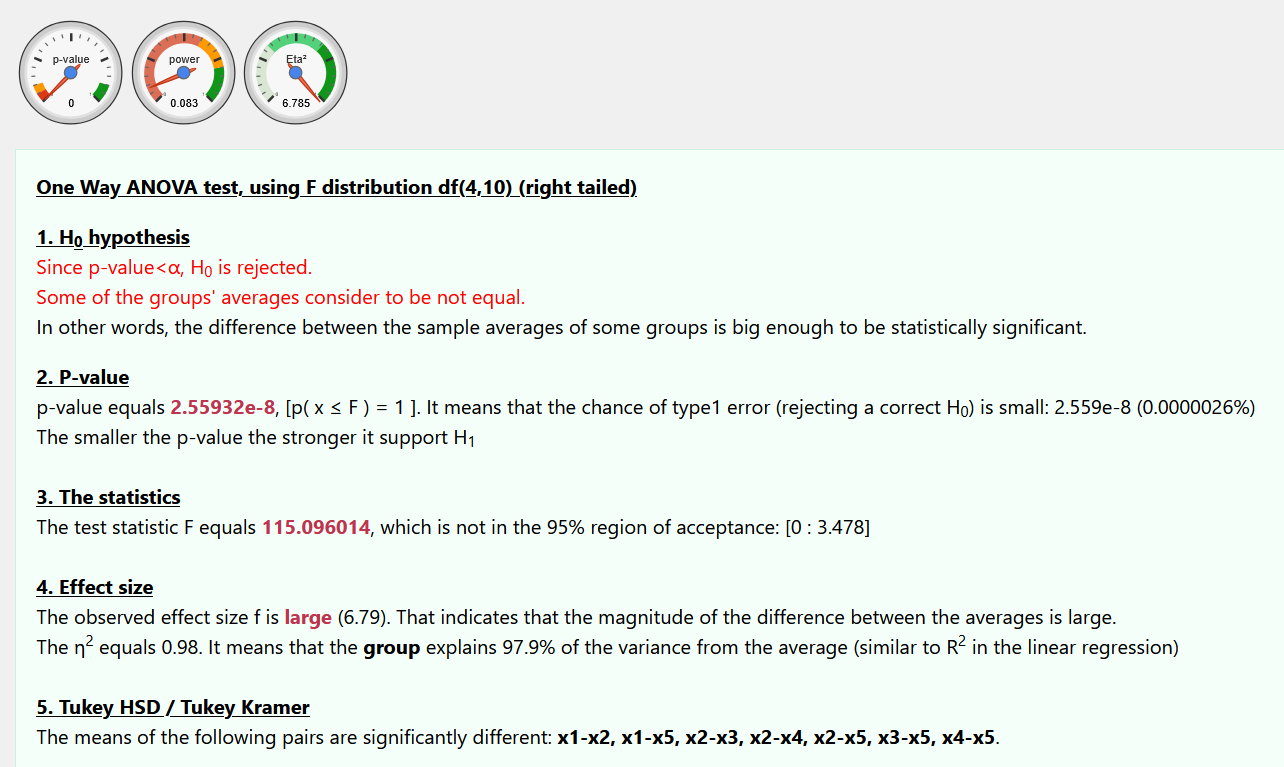 p-value
0
power
0.083
Eta²
6.785
One Way ANOVA test, using F distribution df(4,10) (right tailed)
1. H₀ hypothesis
Since p-value<α, H₀ is rejected.
Some of the groups' averages consider to be not equal.
In other words, the difference between the sample averages of some groups is big enough to be statistically significant.
2. P-value
p-value equals 2.55932e-8, [p( x ≤ F ) = 1 ]. It means that the chance of type1 error (rejecting a correct H₀) is small: 2.559e-8 (0.0000026%)
The smaller the p-value the stronger it support H₁
3. The statistics
The test statistic F equals 115.096014, which is not in the 95% region of acceptance: [0 : 3.478]
4. Effect size
The observed effect size f is large (6.79). That indicates that the magnitude of the difference between the averages is large.
The η² equals 0.98. It means that the group explains 97.9% of the variance from the average (similar to R² in the linear regression)
5. Tukey HSD / Tukey Kramer
The means of the following pairs are significantly different: x1-x2, x1-x5, x2-x3, x2-x4, x2-x5, x3-x5, x4-x5.